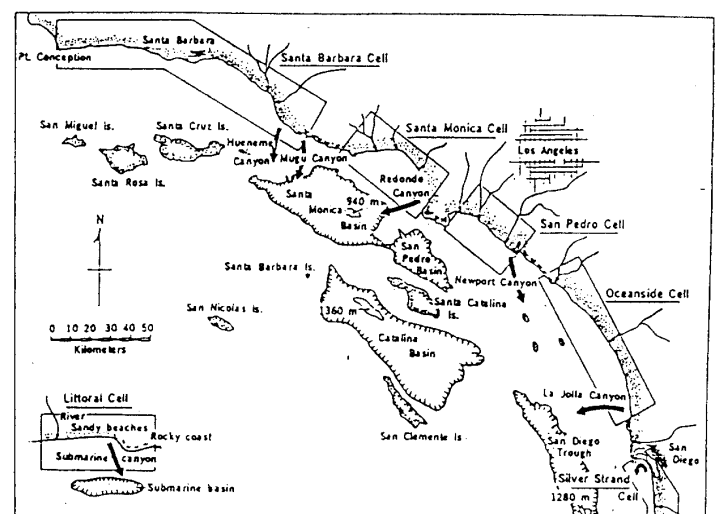 Santa Barbara
Pt. Conception
Santa Barbara Cell
San Miguel Is.
Santa Cruz Is.
Hueneme
Canyon
Mugu Canyon
Santa Monica Cell
Los Angeles
Santa Rosa Is.
Santa
Monica
Basin
940 m
Redondo
Canyon
San Pedro Cell
N
San
Pedro
Basin
Santa Barbara Is.
Newport Canyon
Oceanside Cell
San Nicolas Is.
1360 m
Santa Catalina
Is.
0 10 20 30 40 50
Kilometers
Catalina
Basin
Littoral Cell
River
Sandy beaches
Rocky coast
Submarine canyon
Submarine basin
San Clemente Is.
La Jolla Canyon
San Diego
Trough
San
Diego
Silver Strand
Cell
1280 m